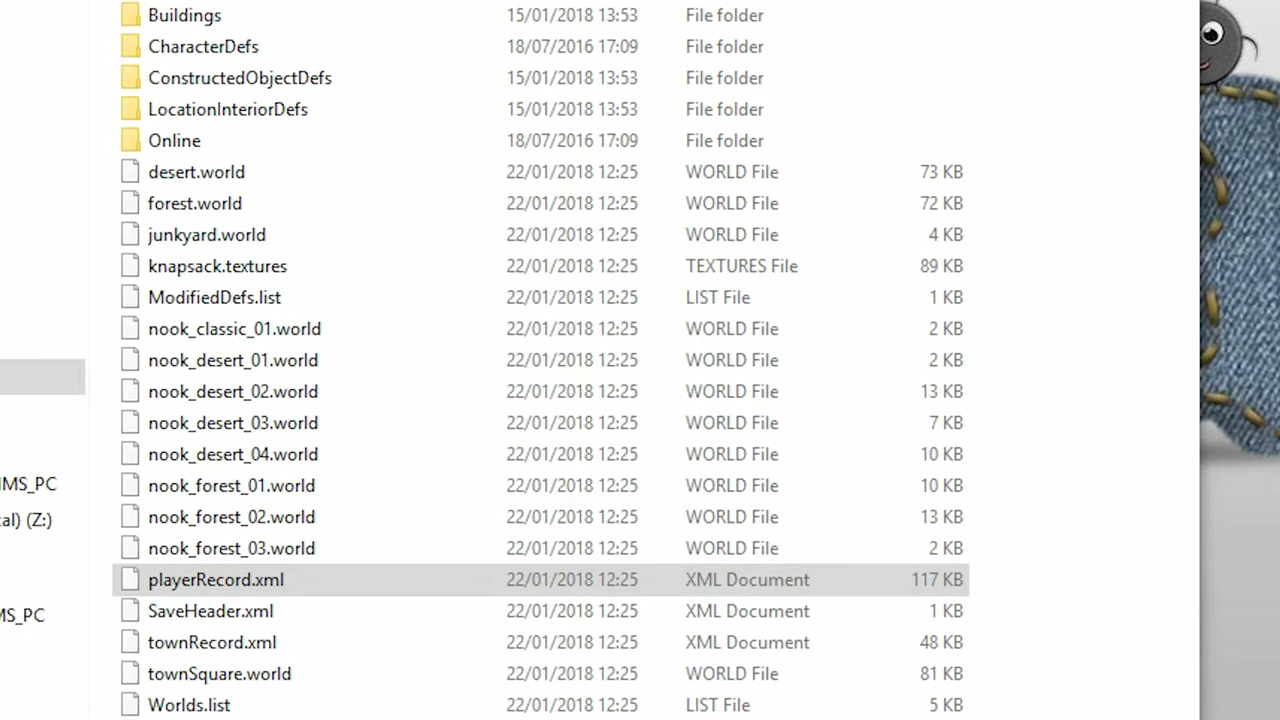 Buildings 15/01/2018 13:53 File folder
CharacterDefs 18/07/2016 17:09 File folder
ConstructedObjectDefs 15/01/2018 13:53 File folder
LocationInteriorDefs 15/01/2018 13:53 File folder
Online 18/07/2016 17:09 File folder
desert.world 22/01/2018 12:25 WORLD File 73 KB
forest.world 22/01/2018 12:25 WORLD File 72 KB
junkyard.world 22/01/2018 12:25 WORLD File 4 KB
knapsack.textures 22/01/2018 12:25 TEXTURES File 89 KB
ModifiedDefs.list 22/01/2018 12:25 LIST File 1 KB
nook_classic_01.world 22/01/2018 12:25 WORLD File 2 KB
nook_desert_01.world 22/01/2018 12:25 WORLD File 2 KB
nook_desert_02.world 22/01/2018 12:25 WORLD File 13 KB
nook_desert_03.world 22/01/2018 12:25 WORLD File 7 KB
nook_desert_04.world 22/01/2018 12:25 WORLD File 10 KB
IMS_PC
nook_forest_01.world 22/01/2018 12:25 WORLD File 10 KB
cal) (Z:)
nook_forest_02.world 22/01/2018 12:25 WORLD File 13 KB
nook_forest_03.world 22/01/2018 12:25 WORLD File 2 KB
playerRecord.xml 22/01/2018 12:25 XML Document 117 KB
MS_PC
SaveHeader.xml 22/01/2018 12:25 XML Document 1 KB
townRecord.xml 22/01/2018 12:25 XML Document 48 KB
townSquare.world 22/01/2018 12:25 WORLD File 81 KB
Worlds.list 22/01/2018 12:25 LIST File 5 KB